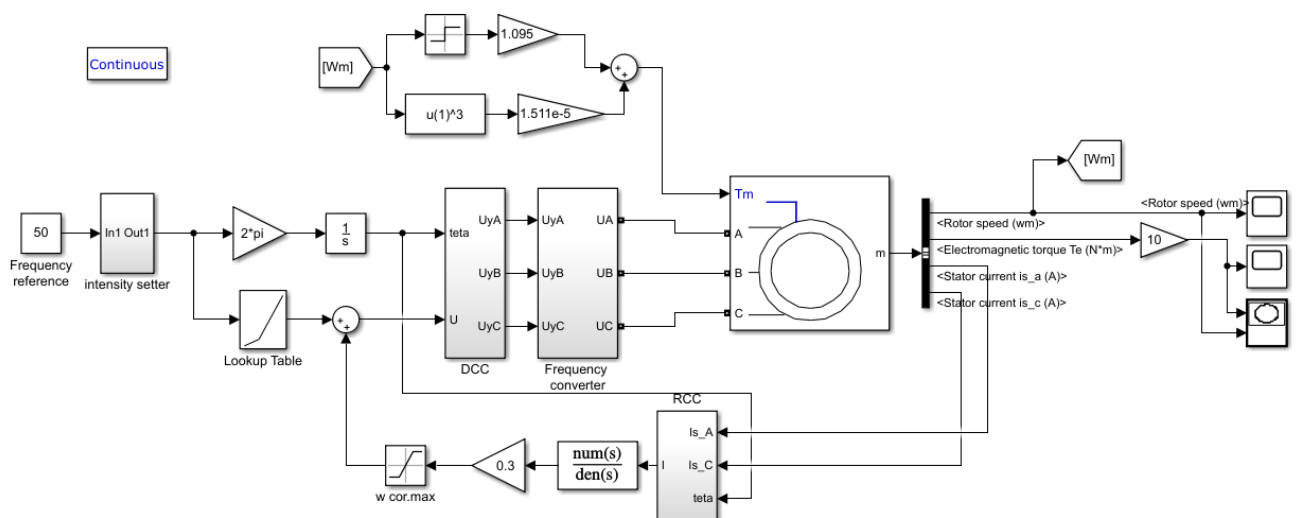 Continuous
[Wm]
1.095
+
+
u(1)^3
1.511e-5
[Wm]
50
Frequency
reference
In1 Out1
intensity setter
2*pi
1
s
Lookup Table
+
+
teta
U
UyA
UyB
UyC
DCC
UyA
UyB
UyC
UA
UB
UC
Frequency
converter
Tm
A
B
C
m
<Rotor speed (wm)>
<Rotor speed (wm)>
<Electromagnetic torque Te (N*m)>
<Stator current is_a (A)>
<Stator current is_c (A)>
10
RCC
Is_A
Is_C
teta
I
num(s)
den(s)
0.3
w cor.max